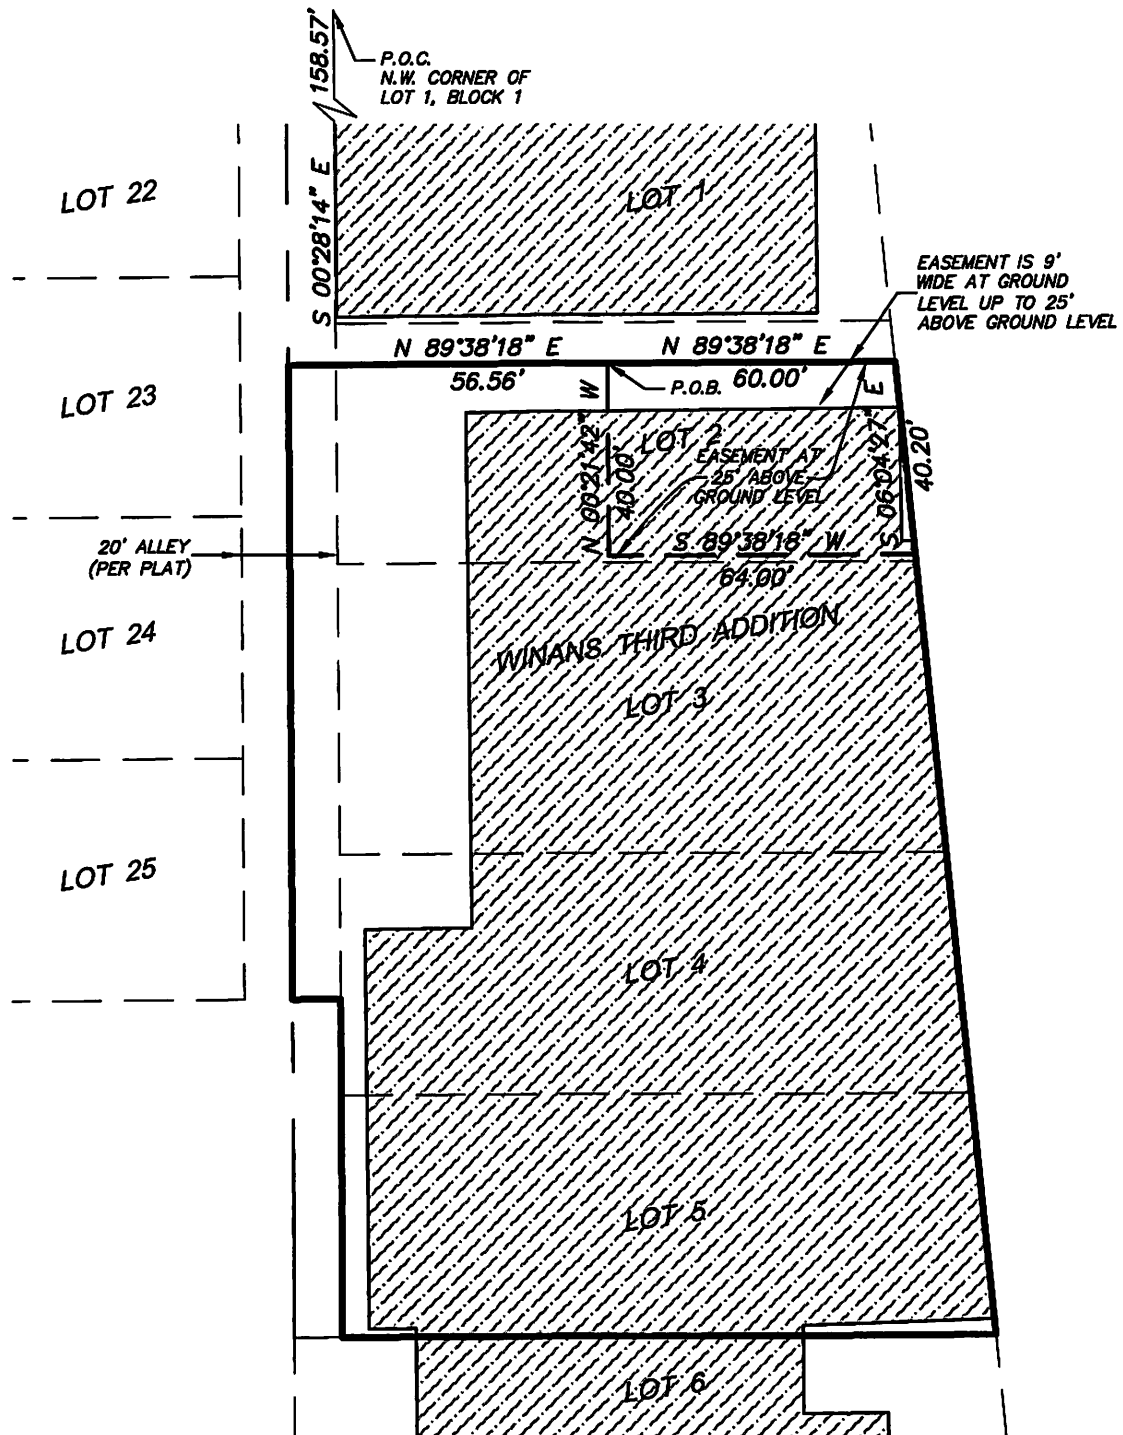 158.57'
P.O.C.
N.W. CORNER OF
LOT 1, BLOCK 1
S 00°28'14" E
LOT 22
LOT 1
EASEMENT IS 9'
WIDE AT GROUND
LEVEL UP TO 25'
ABOVE GROUND LEVEL
N 89°38'18" E
N 89°38'18" E
56.56'
P.O.B.
60.00'
LOT 23
N 00°21'42" W
40.00'
LOT 2
EASEMENT AT
25' ABOVE
GROUND LEVEL
S 06°04'27" E
40.20'
20' ALLEY
(PER PLAT)
S 89°38'18" W
64.00'
LOT 24
WINANS THIRD ADDITION
LOT 3
LOT 25
LOT 4
LOT 5
LOT 6